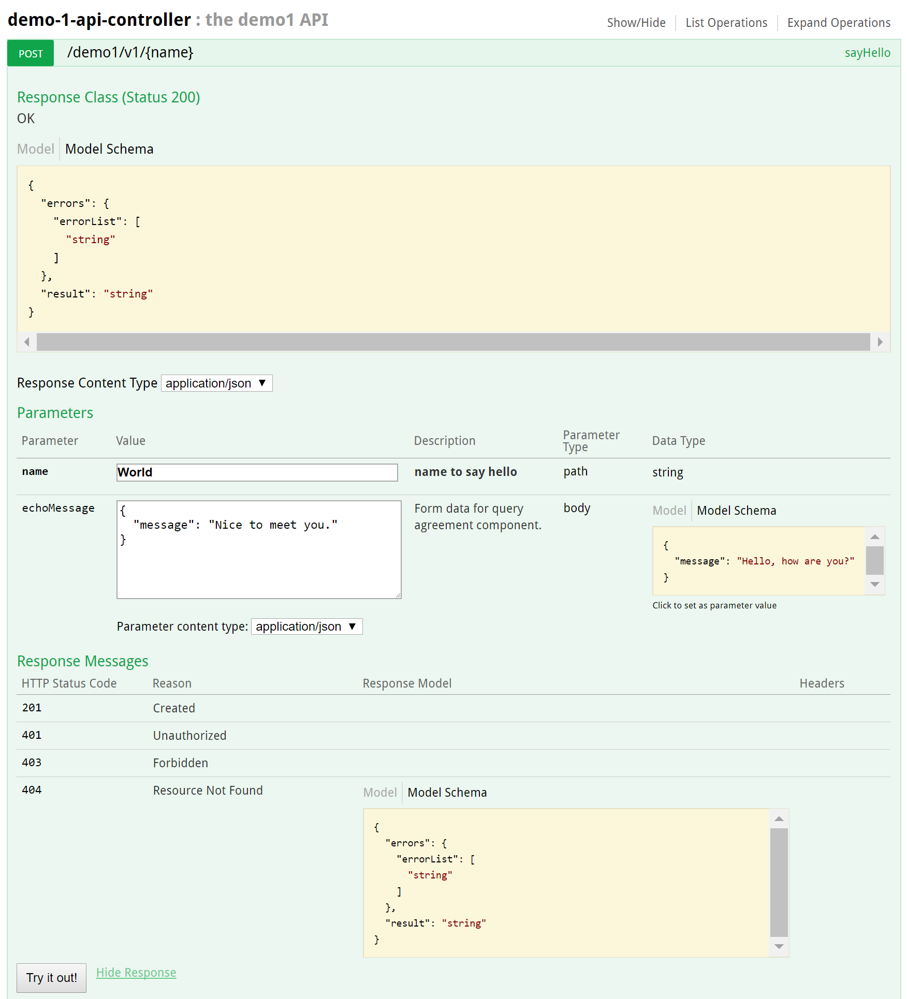 demo-1-api-controller : the demo1 API
Show/Hide
List Operations
Expand Operations
POST
/demo1/v1/{name}
sayHello
Response Class (Status 200)
OK
Model
Model Schema
{
  "errors": {
    "errorList": [
      "string"
    ]
  },
  "result": "string"
}
Response Content Type application/json
Parameters
Parameter
Value
Description
Parameter
Type
Data Type
name
World
name to say hello
path
string
echoMessage
{
  "message": "Nice to meet you."
}
Form data for query
agreement component.
body
Model
Model Schema
{
  "message": "Hello, how are you?"
}
Click to set as parameter value
Parameter content type: application/json
Response Messages
HTTP Status Code
Reason
Response Model
Headers
201
Created
401
Unauthorized
403
Forbidden
404
Resource Not Found
Model
Model Schema
{
  "errors": {
    "errorList": [
      "string"
    ]
  },
  "result": "string"
}
Try it out!
Hide Response